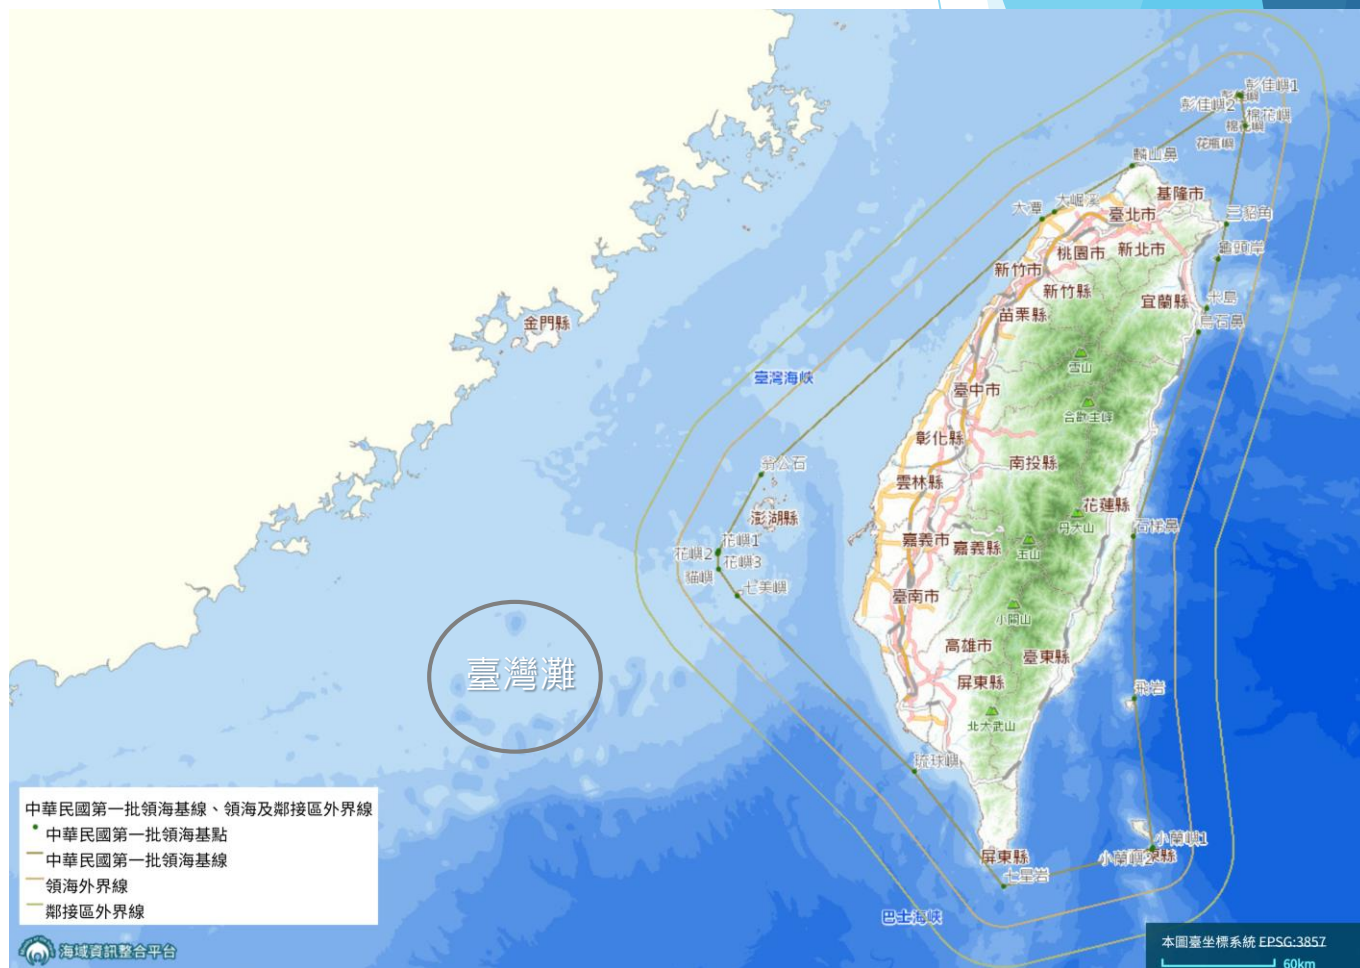 彭佳嶼1
彭佳嶼2
棉花嶼
棉花嶼
花瓶嶼
麟山鼻
基隆市
大崛溪
大潭
臺北市
三貂角
桃園市
新北市
龜頭岸
新竹市
新竹縣
宜蘭縣
米島
烏石鼻
苗栗縣
金門縣
雪山
臺灣海峽
臺中市
合歡主峰
彰化縣
翁公石
南投縣
雲林縣
花蓮縣
澎湖縣
丹大山
石梯鼻
花嶼1
嘉義市
嘉義縣
玉山
花嶼2
花嶼3
貓嶼
七美嶼
臺南市
小關山
高雄市
臺東縣
臺灣灘
屏東縣
飛岩
北大武山
琉球嶼
中華民國第一批領海基線、領海及鄰接區外界線
中華民國第一批領海基點
中華民國第一批領海基線
領海外界線
鄰接區外界線
小蘭嶼1
小蘭嶼2
屏東縣
七星岩
巴士海峽
海域資訊整合平台
本圖臺坐標系統 EPSG:3857
60km